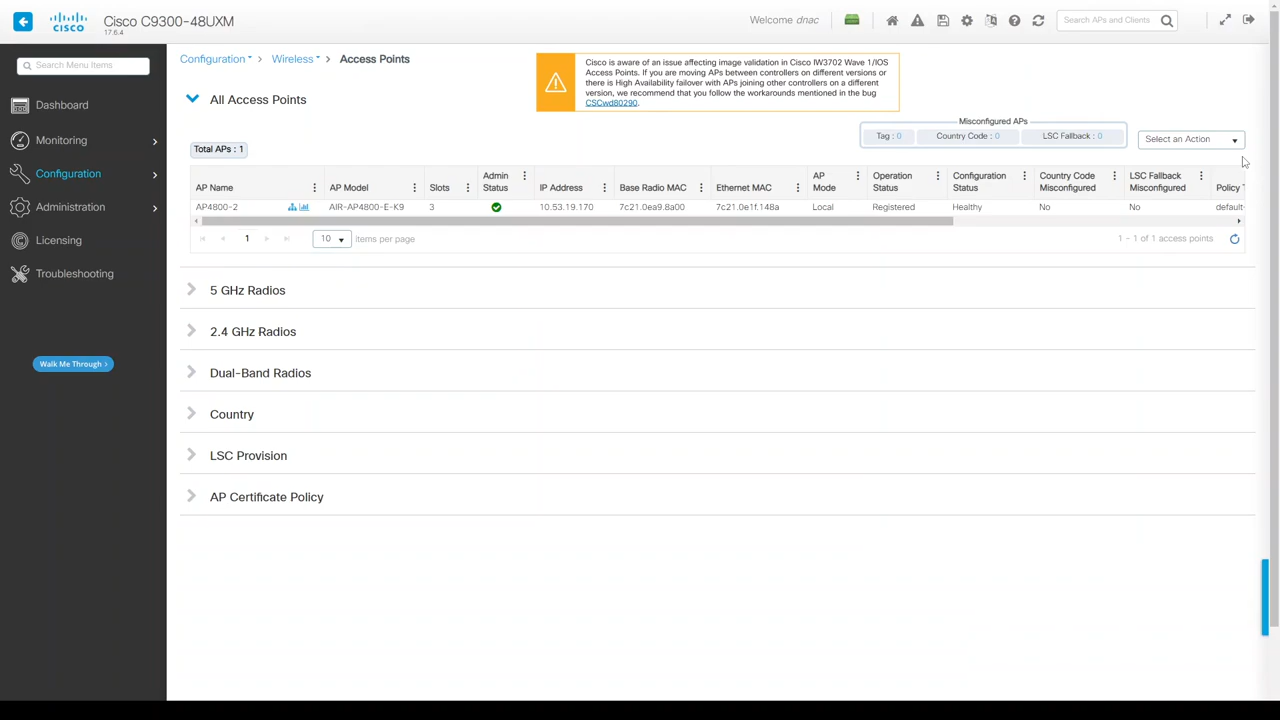 Cisco C9300-48UXM
17.6.4
Welcome dnac
Search APs and Clients
Search Menu Items
Dashboard
Monitoring
Configuration
Administration
Licensing
Troubleshooting
Walk Me Through >
Configuration > Wireless > Access Points
Cisco is aware of an issue affecting image validation in Cisco IW3702 Wave 1/IOS
Access Points. If you are moving APs between controllers on different versions or
there is High Availability failover with APs joining other controllers on a different
version, we recommend that you follow the workarounds mentioned in the bug
CSCwd80290.
All Access Points
Misconfigured APs
Tag : 0 Country Code : 0 LSC Fallback : 0
Select an Action
Total APs : 1
AP Name AP Model Slots Admin Status IP Address Base Radio MAC Ethernet MAC AP Mode Operation Status Configuration Status Country Code Misconfigured LSC Fallback Misconfigured Policy T
AP4800-2 AIR-AP4800-E-K9 3 10.53.19.170 7c21.0ea9.8a00 7c21.0e1f.148a Local Registered Healthy No No default-
1 10 items per page 1 - 1 of 1 access points
5 GHz Radios
2.4 GHz Radios
Dual-Band Radios
Country
LSC Provision
AP Certificate Policy